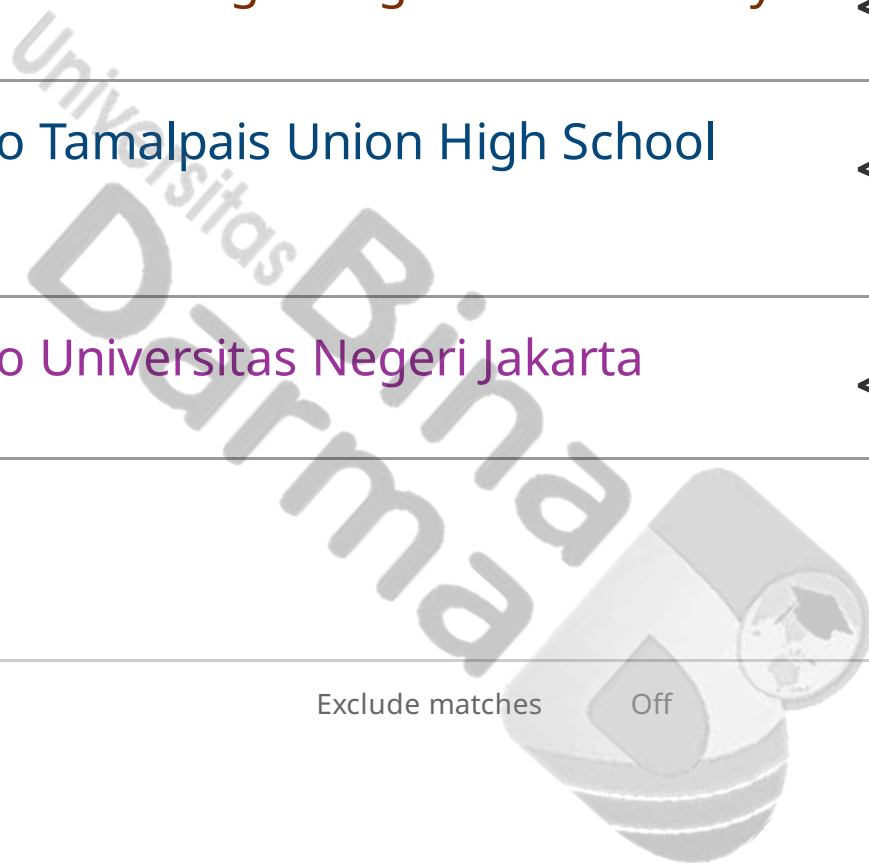 o Tamalpais Union High School
<
o Universitas Negeri Jakarta
<
Exclude matches Off
Universitas
Bina
Darma